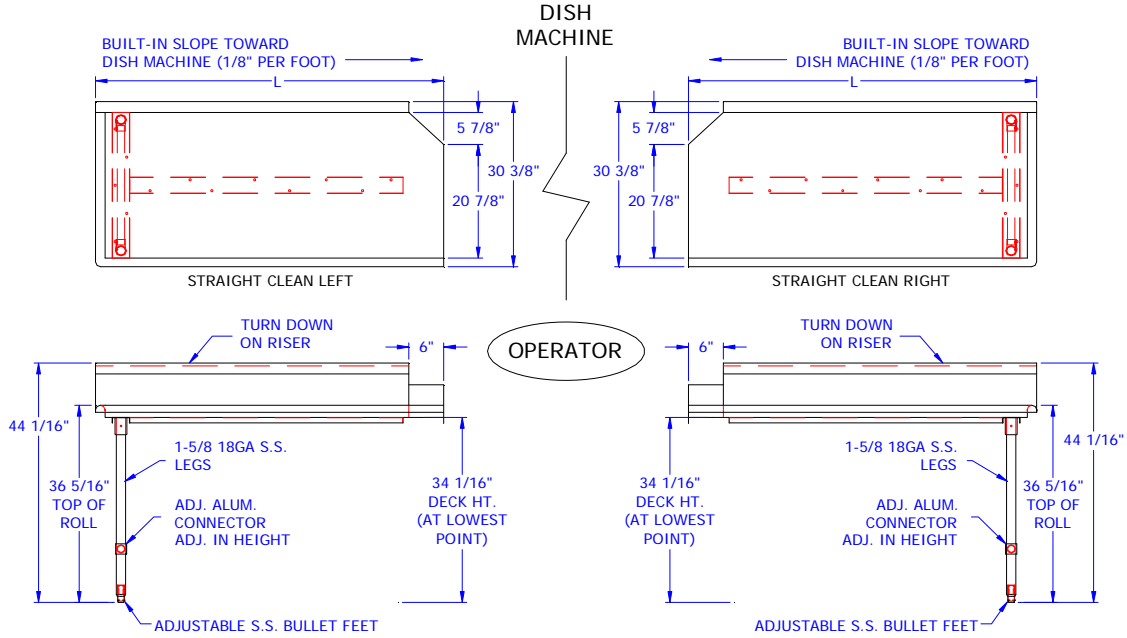 DISH
MACHINE
BUILT-IN SLOPE TOWARD
DISH MACHINE (1/8" PER FOOT)
L
5 7/8"
30 3/8"
20 7/8"
STRAIGHT CLEAN LEFT
BUILT-IN SLOPE TOWARD
DISH MACHINE (1/8" PER FOOT)
L
5 7/8"
30 3/8"
20 7/8"
STRAIGHT CLEAN RIGHT
TURN DOWN
ON RISER
6"
OPERATOR
44 1/16"
1-5/8 18GA S.S.
LEGS
36 5/16"
TOP OF
ROLL
ADJ. ALUM.
CONNECTOR
ADJ. IN HEIGHT
34 1/16"
DECK HT.
(AT LOWEST
POINT)
ADJUSTABLE S.S. BULLET FEET
6"
TURN DOWN
ON RISER
44 1/16"
1-5/8 18GA S.S.
LEGS
34 1/16"
DECK HT.
(AT LOWEST
POINT)
36 5/16"
TOP OF
ROLL
ADJ. ALUM.
CONNECTOR
ADJ. IN HEIGHT
ADJUSTABLE S.S. BULLET FEET